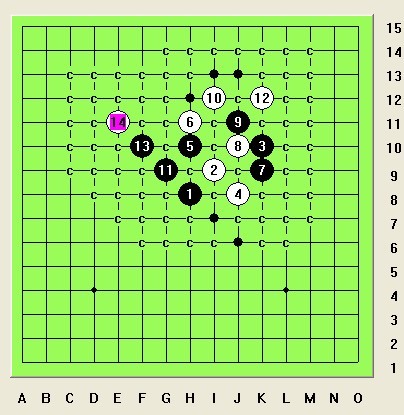 15
c c c c c c c 14
c c c c c c c c c 13
c c c c c 10 c 12 c c 12
c c 14 c c 6 c 9 c c c 11
c c c 13 c 5 c 8 3 c c 10
c c c c 11 c 2 c 7 c c 9
c c c c 1 c 4 c c c 8
c c c c c c c c 7
c c c c c c 6
5
4
3
2
1
A B C D E F G H I J K L M N O